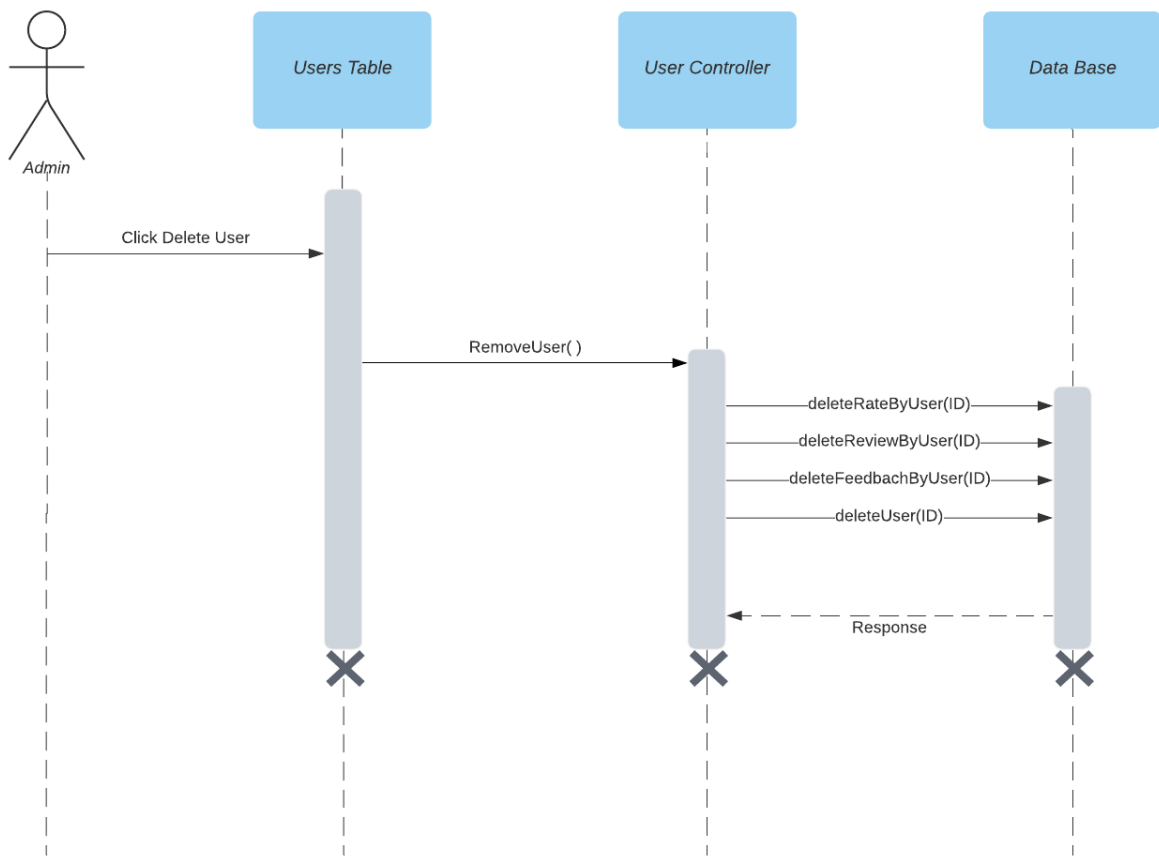 Users Table
User Controller
Data Base
Admin
Click Delete User
RemoveUser( )
deleteRateByUser(ID)
deleteReviewByUser(ID)
deleteFeedbachByUser(ID)
deleteUser(ID)
Response